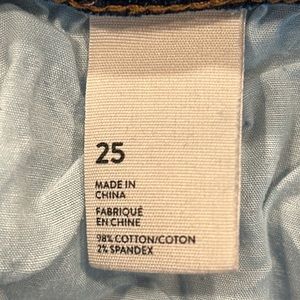 25
MADE IN
CHINA
FABRIQUÉ
EN CHINE
98% COTTON/COTON
2% SPANDEX